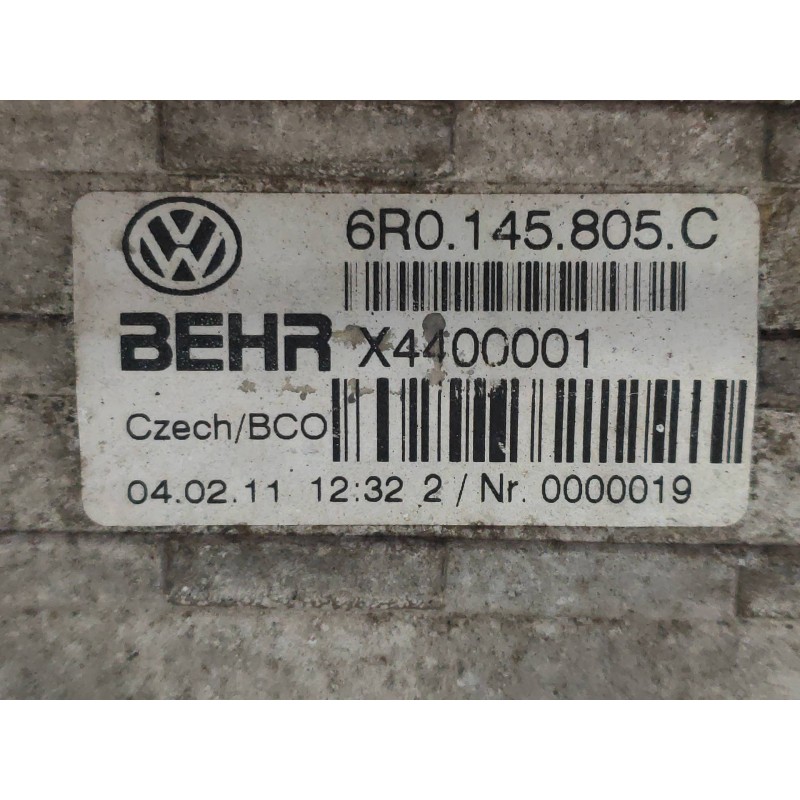 6R0.145.805.C
BEHR X4400001
Czech/BCO
04.02.11 12:32 2 / Nr. 0000019